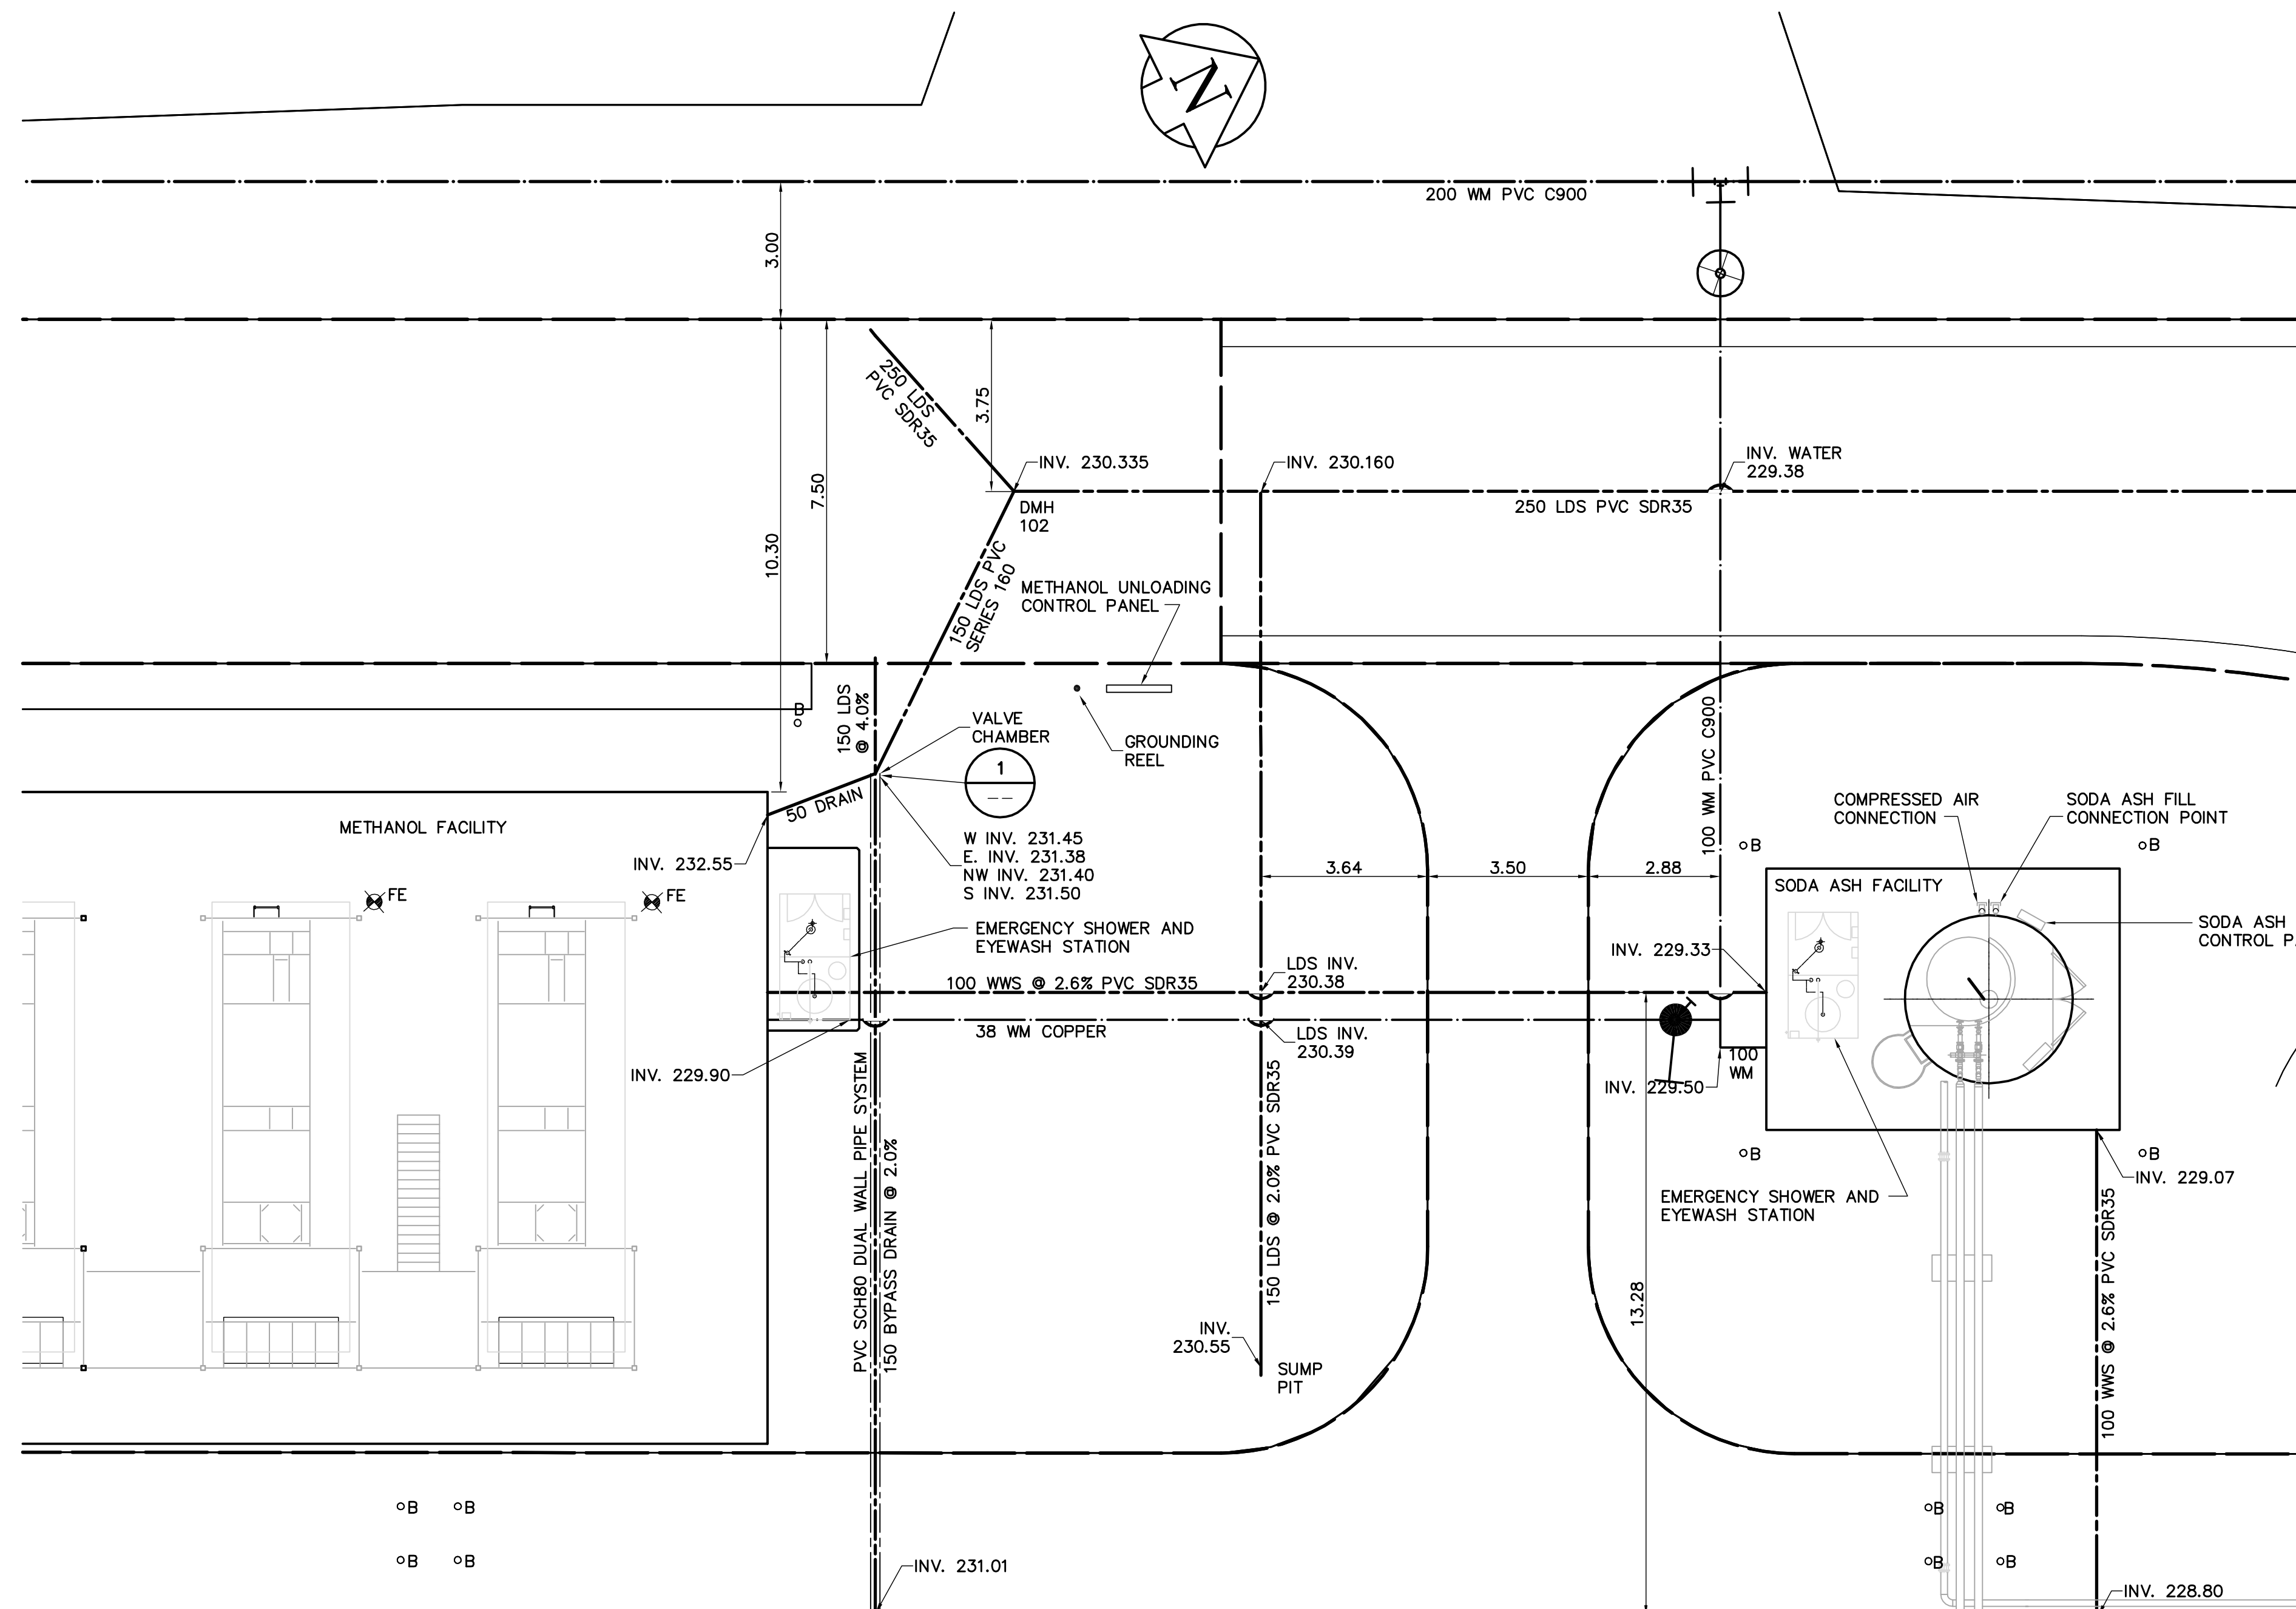 N
200 WM PVC C900
3.00
250 LDS
PVC SDR35
3.75
7.50
10.30
INV. 230.335
DMH
102
INV. 230.160
INV. WATER
229.38
250 LDS PVC SDR35
150 LDS PVC
SERIES 160
METHANOL UNLOADING
CONTROL PANEL
GROUNDING
REEL
150 LDS
@ 4.0%
B
VALVE
CHAMBER
1
— —
50 DRAIN
METHANOL FACILITY
INV. 232.55
W INV. 231.45
E. INV. 231.38
NW INV. 231.40
S INV. 231.50
FE
FE
EMERGENCY SHOWER AND
EYEWASH STATION
100 WWS @ 2.6% PVC SDR35
38 WM COPPER
INV. 229.90
LDS INV.
230.38
LDS INV.
230.39
3.64
3.50
2.88
100 WM PVC C900
COMPRESSED AIR
CONNECTION
SODA ASH FILL
CONNECTION POINT
B
B
SODA ASH FACILITY
SODA ASH
CONTROL P
INV. 229.33
100
WM
INV. 229.50
PVC SCH80 DUAL WALL PIPE SYSTEM
150 BYPASS DRAIN @ 2.0%
150 LDS @ 2.0% PVC SDR35
B
B
INV. 229.07
EMERGENCY SHOWER AND
EYEWASH STATION
13.28
100 WWS @ 2.6% PVC SDR35
INV.
230.55
SUMP
PIT
B
B
B
B
B
B
B
B
INV. 231.01
INV. 228.80